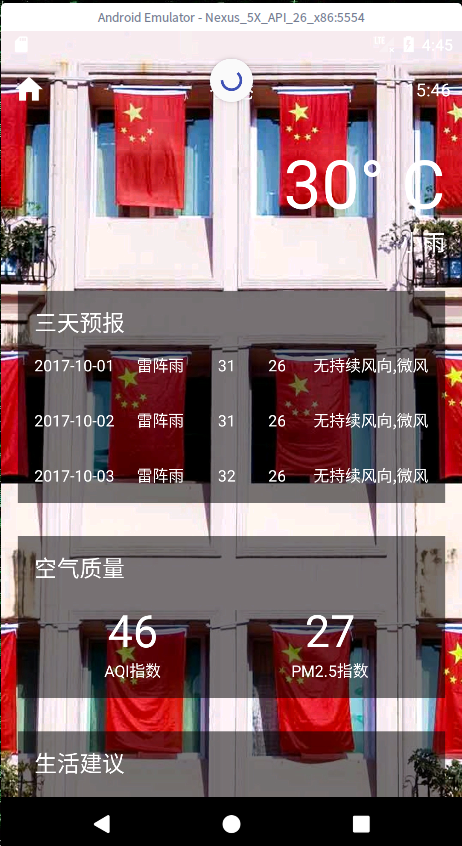 Android Emulator - Nexus_5X_API_26_x86:5554
4:45
5:46
30° C
雨
三天预报
2017-10-01 雷阵雨 31 26 无持续风向,微风
2017-10-02 雷阵雨 31 26 无持续风向,微风
2017-10-03 雷阵雨 32 26 无持续风向,微风
空气质量
46 27
AQI指数 PM2.5指数
生活建议